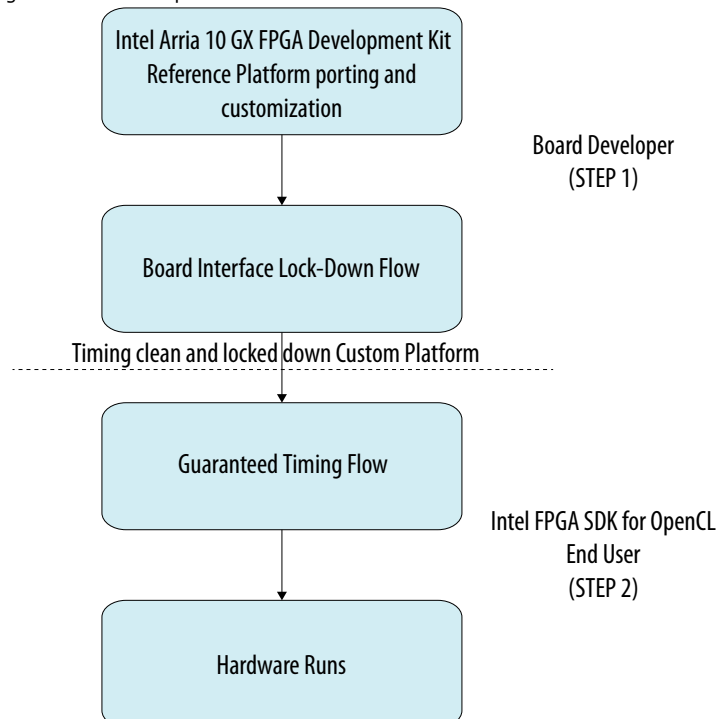 Intel Arria 10 GX FPGA Development Kit
Reference Platform porting and
customization
Board Developer
(STEP 1)
Board Interface Lock-Down Flow
Timing clean and locked down Custom Platform
Guaranteed Timing Flow
Intel FPGA SDK for OpenCL
End User
(STEP 2)
Hardware Runs